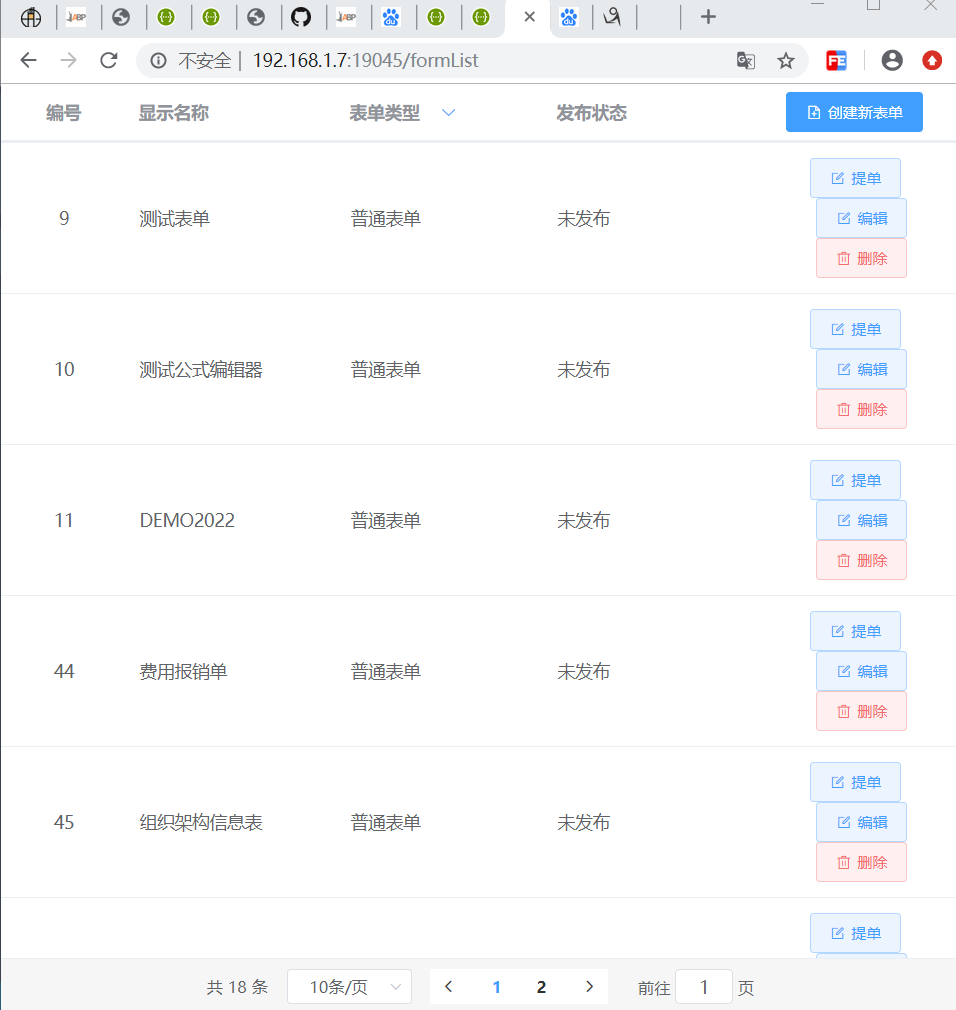 不安全 | 192.168.1.7:19045/formList
编号 显示名称 表单类型 发布状态 创建新表单
提单
9 测试表单 普通表单 未发布 编辑
删除
提单
10 测试公式编辑器 普通表单 未发布 编辑
删除
提单
11 DEMO2022 普通表单 未发布 编辑
删除
提单
44 费用报销单 普通表单 未发布 编辑
删除
提单
45 组织架构信息表 普通表单 未发布 编辑
删除
提单
共 18 条 10条/页 1 2 前往 1 页